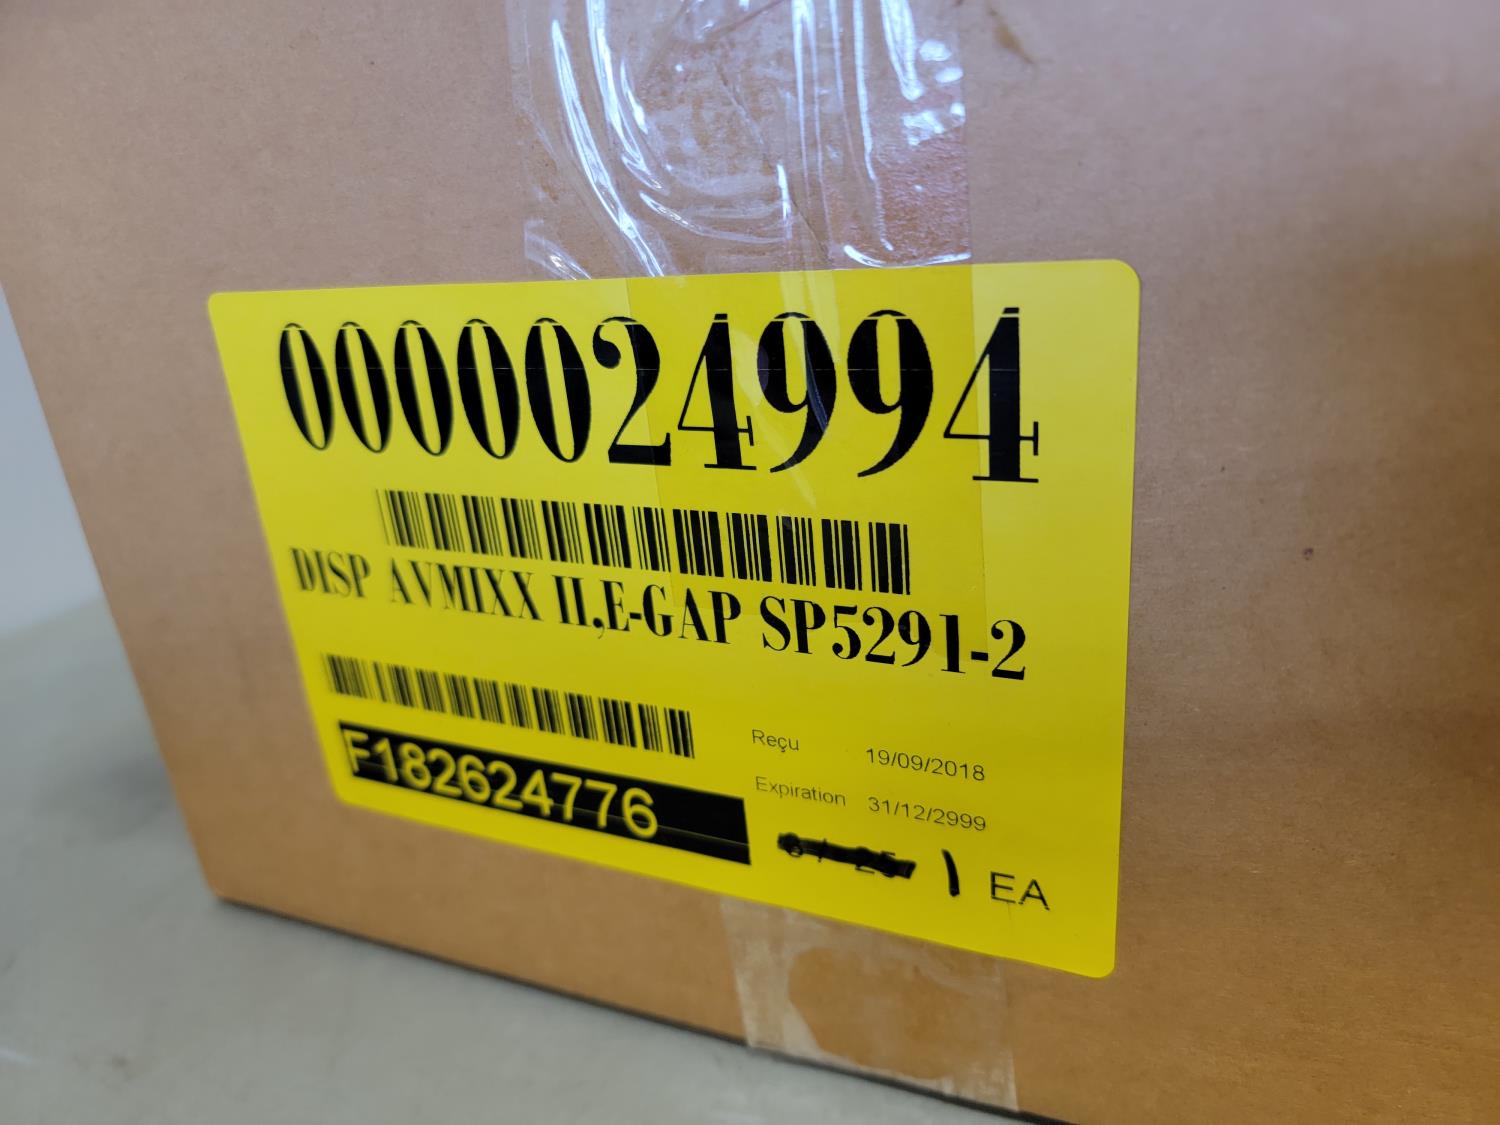 0000024994
DISP AVMIXX II,E-GAP SP5291-2
F182624776
Reçu 19/09/2018
Expiration 31/12/2999
1 EA